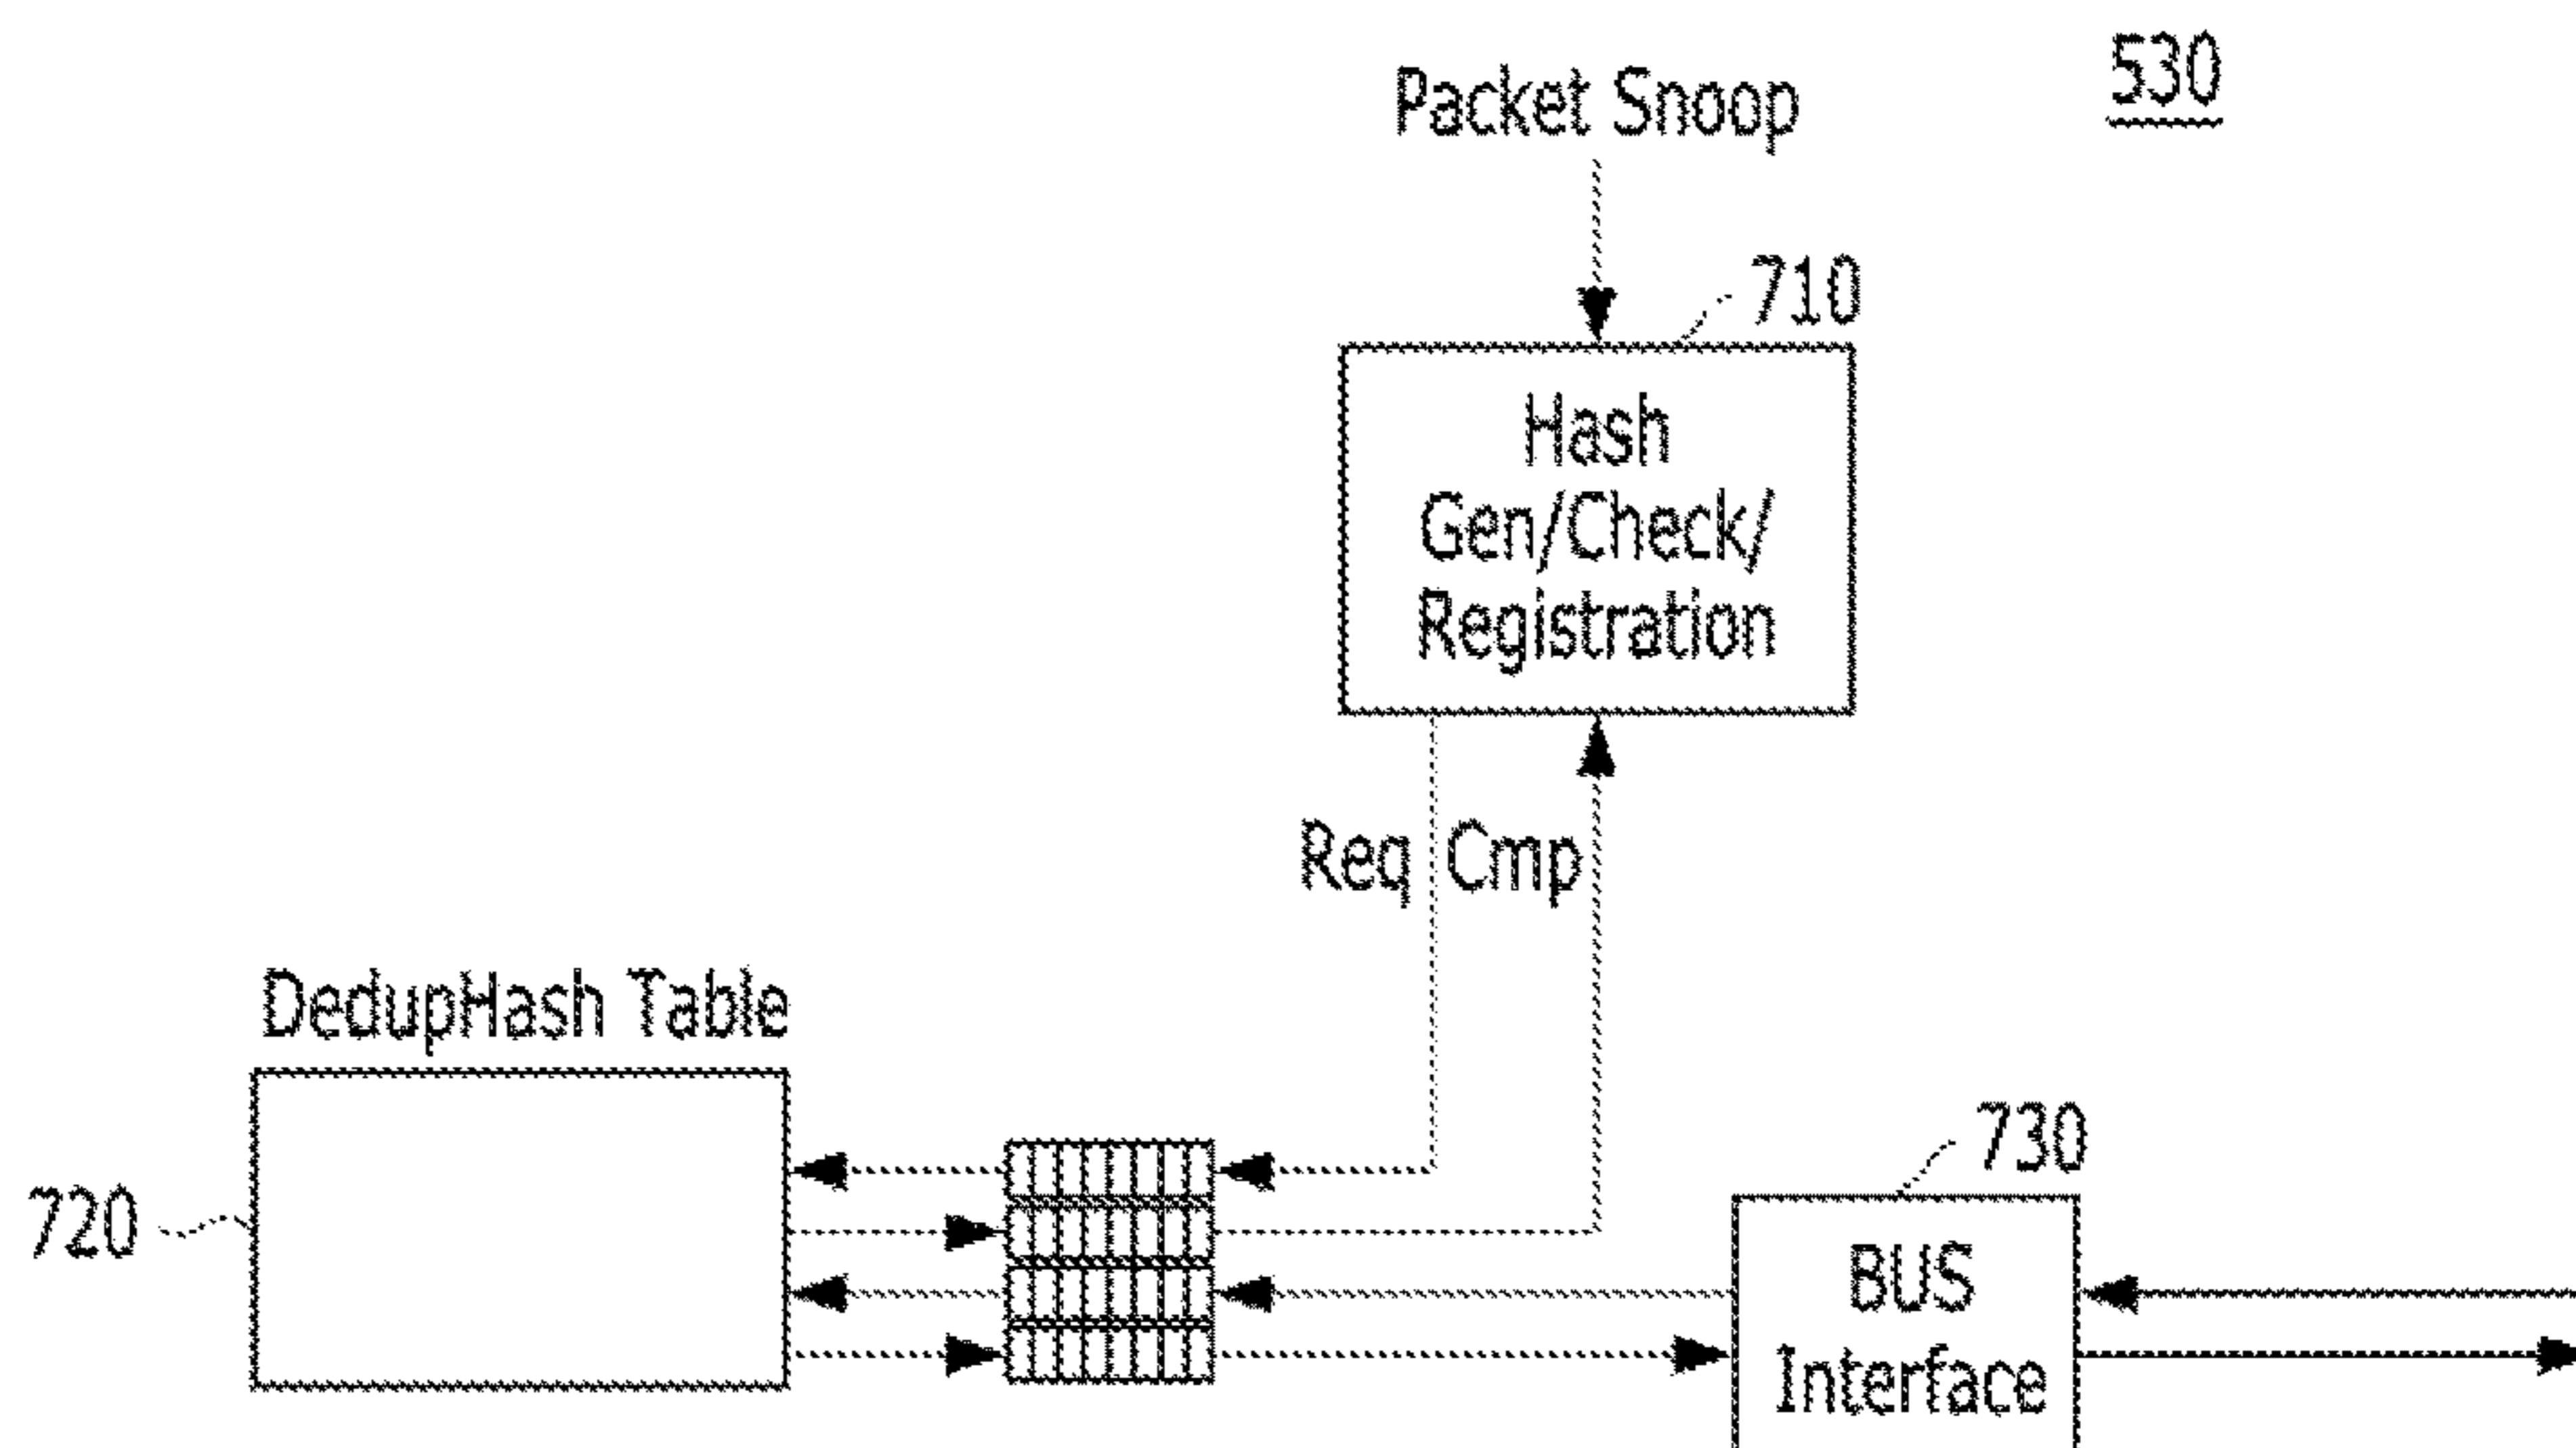 530
Packet Snoop
710
Hash
Gen/Check/
Registration
Req Cmp
DedupHash Table
720
730
BUS
Interface